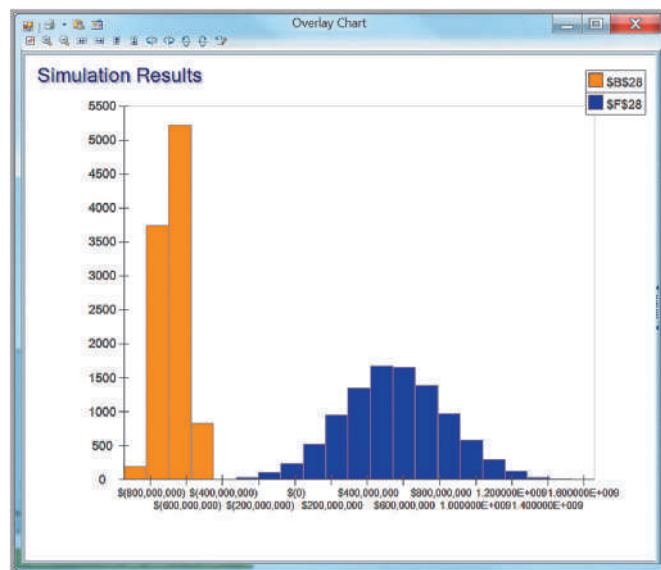 Overlay Chart
Simulation Results
$B$28
$F$28
5500
5000
4500
4000
3500
3000
2500
2000
1500
1000
500
0
$(800,000,000) $(400,000,000) $(0) $400,000,000 $800,000,000 1.200000E+009 1.600000E+009
$(600,000,000) $(200,000,000) $200,000,000 $600,000,000 1.000000E+009 1.400000E+009